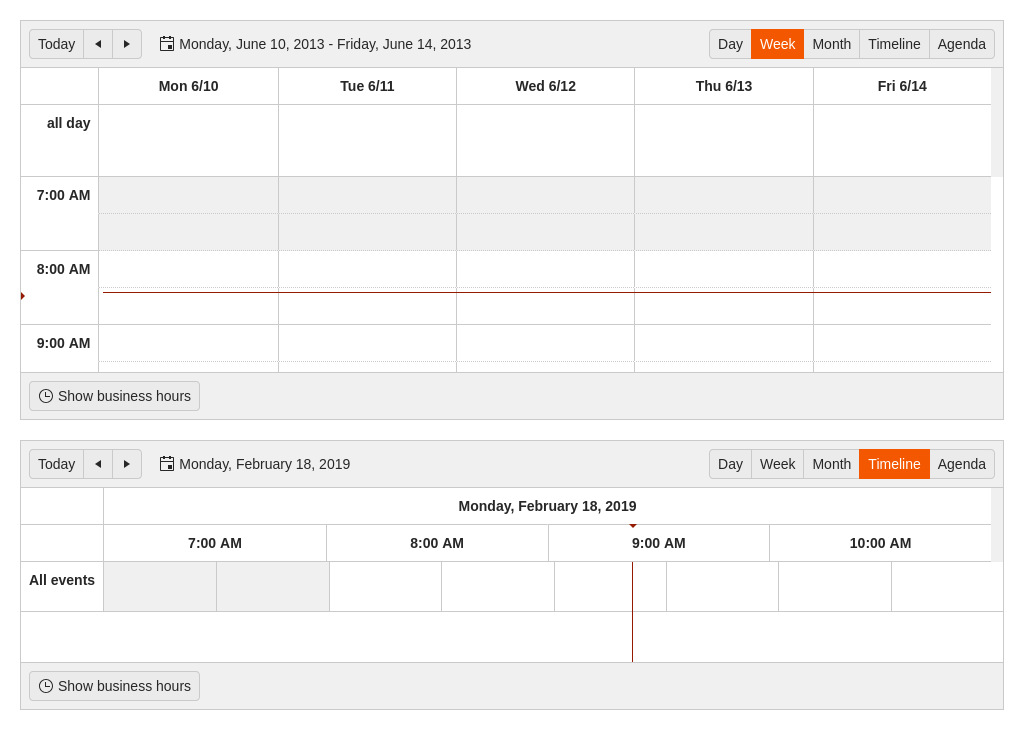 Today Monday, June 10, 2013 - Friday, June 14, 2013 Day Week Month Timeline Agenda
Mon 6/10 Tue 6/11 Wed 6/12 Thu 6/13 Fri 6/14
all day
7:00 AM
8:00 AM
9:00 AM
Show business hours
Today Monday, February 18, 2019 Day Week Month Timeline Agenda
Monday, February 18, 2019
7:00 AM 8:00 AM 9:00 AM 10:00 AM
All events
Show business hours